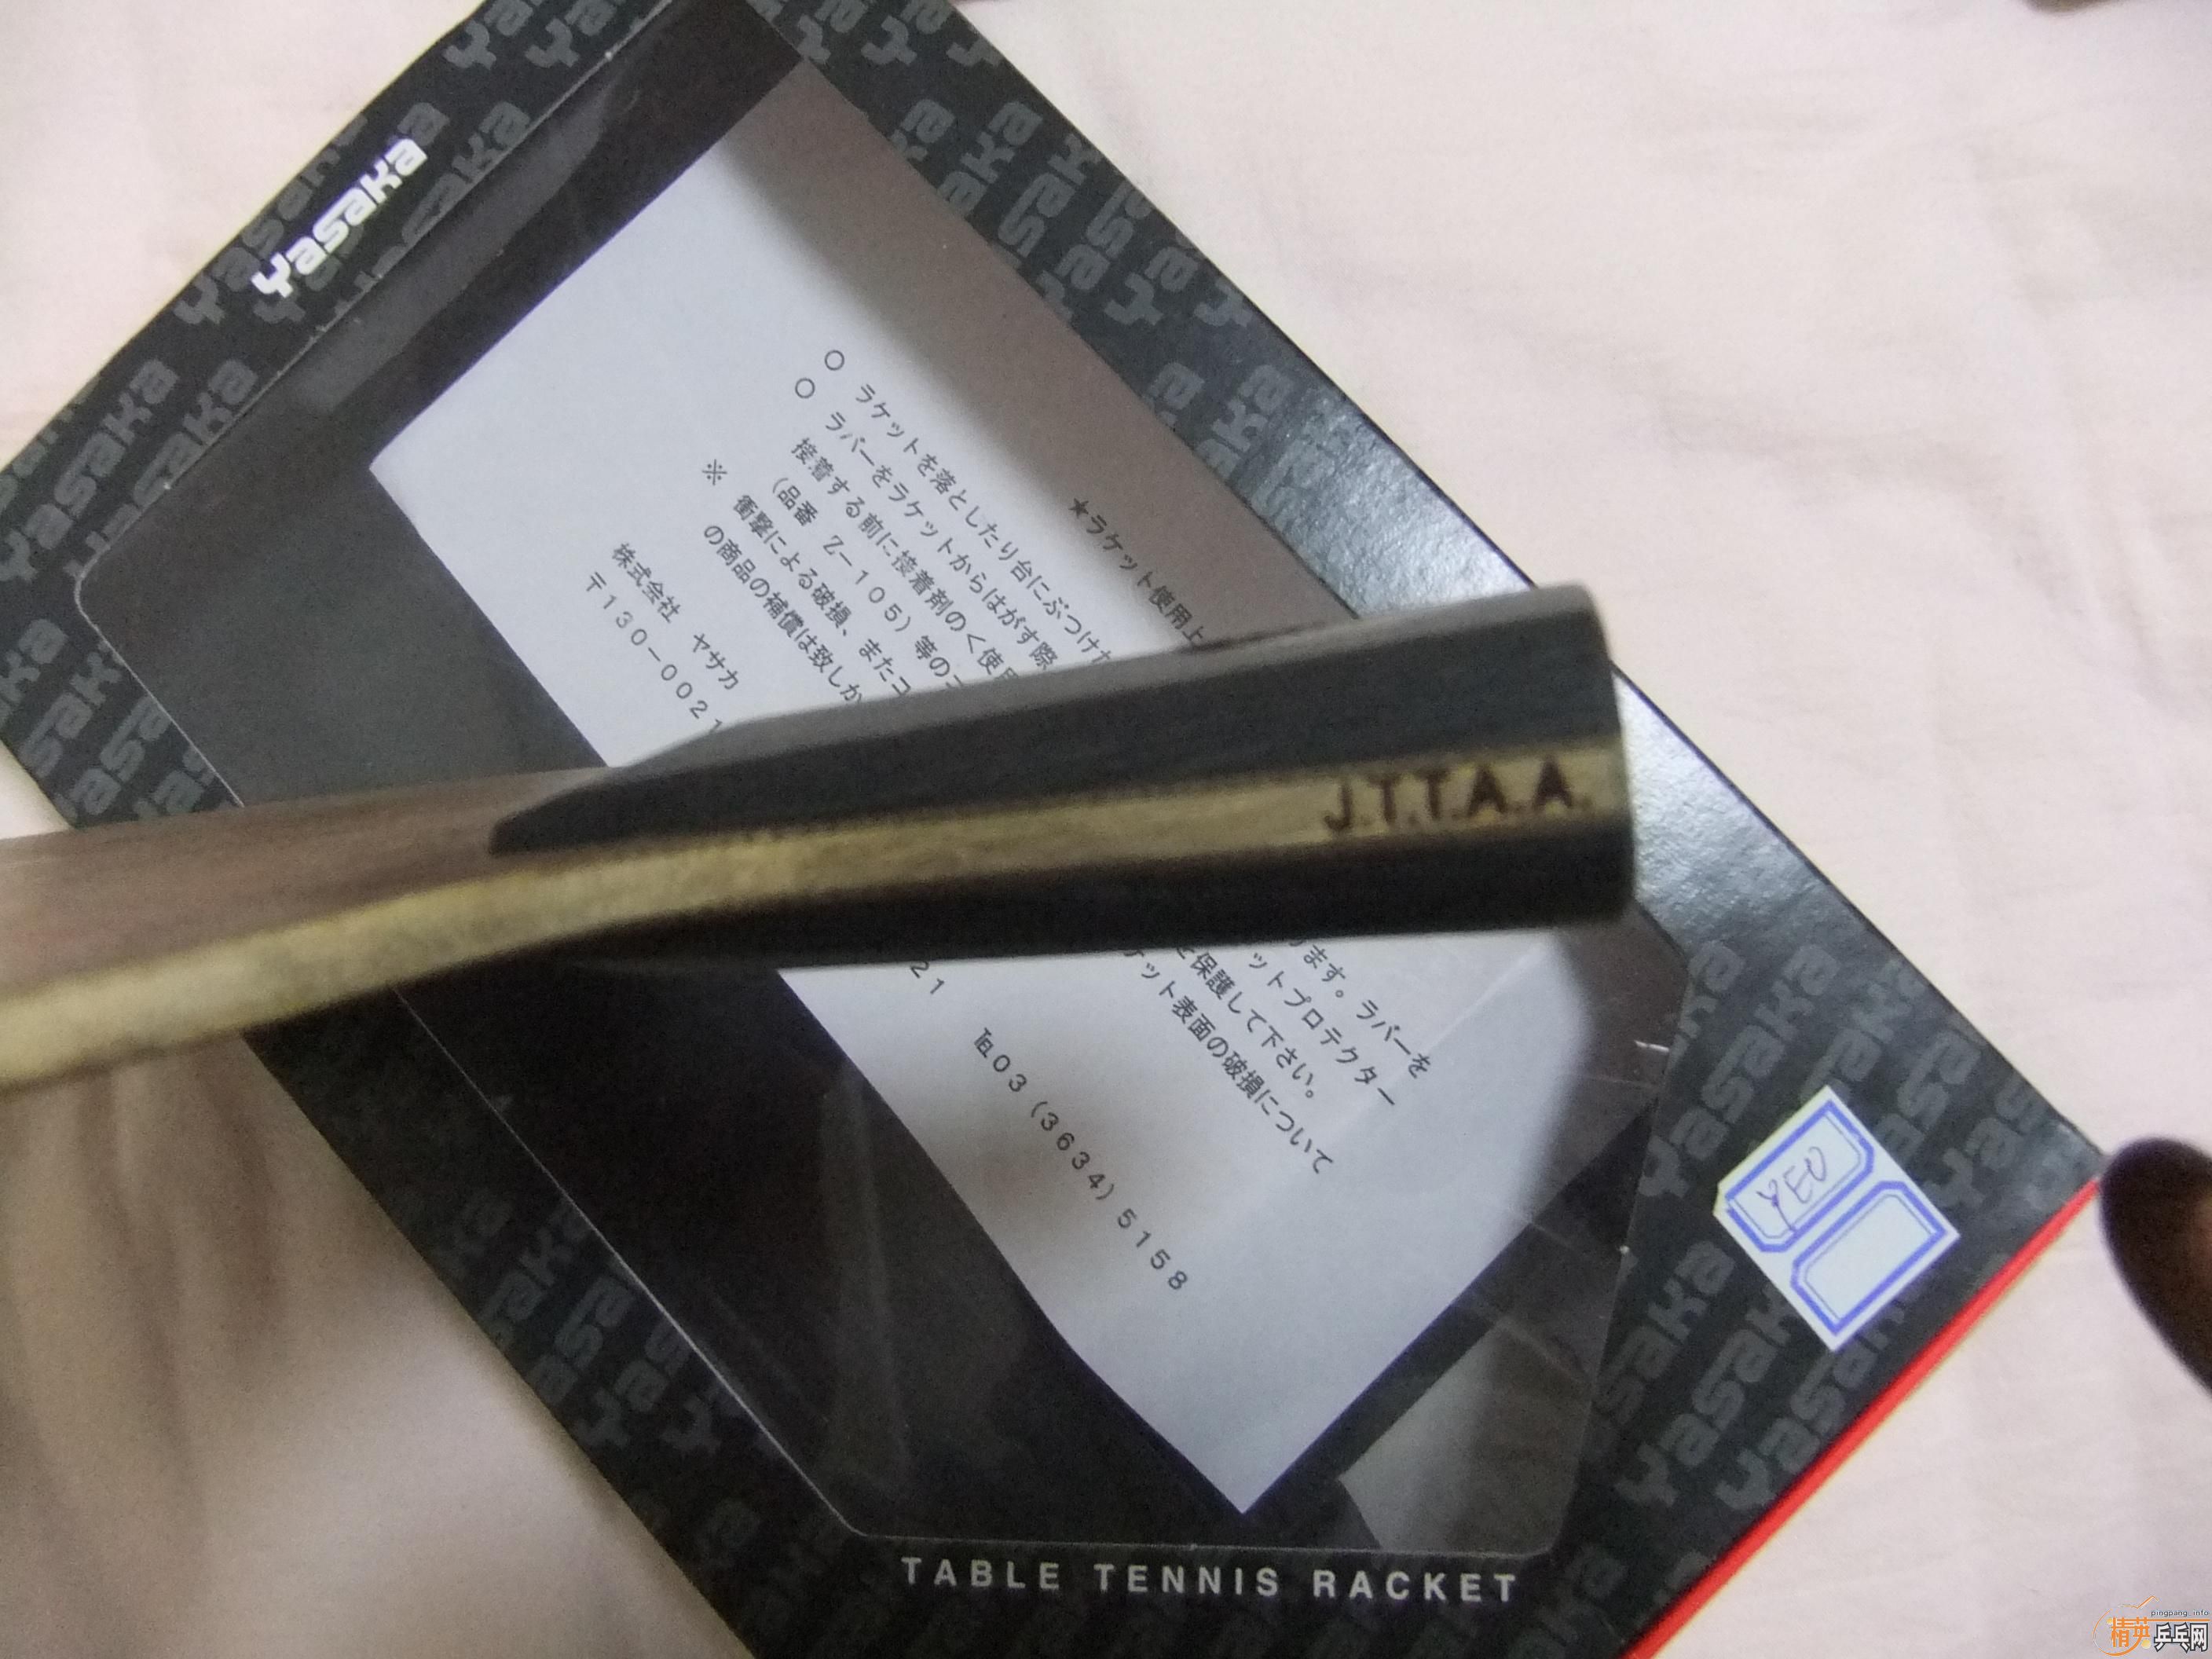 Yasaka
★ラケット使用上
○ ラケットを落としたり台にぶつけた
○ ラバーをラケットからはがす際
ります。ラバーを
接着する前に接着剤のく使用
ットプロテクター
(品番 Z-105)等のコ
と保護して下さい。
※ 衝撃による破損、またコ
ケット表面の破損について
の商品の補償は致しか
株式会社 ヤサカ
〒130-0021
21 ℡03(3634)5158
J.T.T.A.A.
YEO
TABLE TENNIS RACKET
pingpang.info
精英乒乓网